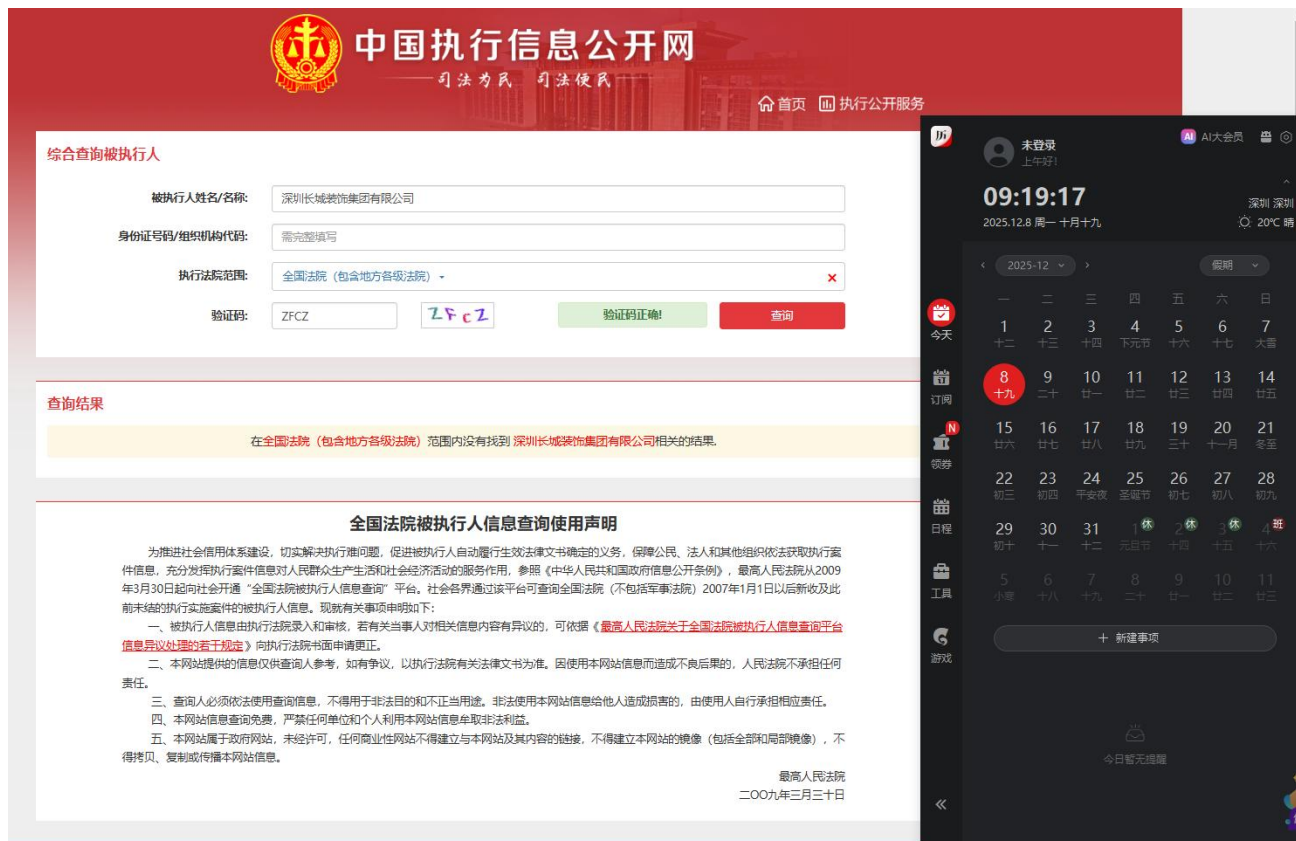 中国执行信息公开网
司法为民 司法便民
首页 执行公开服务
综合查询被执行人
被执行人姓名/名称: 深圳长城装饰集团有限公司
身份证号码/组织机构代码: 需完整填写
执行法院范围: 全国法院（包含地方各级法院）
验证码: ZFCZ ZFcZ 验证码正确! 查询
查询结果
在全国法院（包含地方各级法院）范围内没有找到 深圳长城装饰集团有限公司相关的结果.
全国法院被执行人信息查询使用声明
为推进社会信用体系建设，切实解决执行难问题，促进被执行人自动履行生效法律文书确定的义务，保障公民、法人和其他组织依法获取执行案
件信息，充分发挥执行案件信息对人民群众生产生活和社会经济活动的服务作用，参照《中华人民共和国政府信息公开条例》，最高人民法院从2009
年3月30日起向社会开通“全国法院被执行人信息查询”平台。社会各界通过该平台可查询全国法院（不包括军事法院）2007年1月1日以后新收及此
前未结的执行实施案件的被执行人信息。现就有关事项申明如下：
一、被执行人信息由执行法院录入和审核，若有关当事人对相关信息内容有异议的，可依据《最高人民法院关于全国法院被执行人信息查询平台
信息异议处理的若干规定》向执行法院书面申请更正。
二、本网站提供的信息仅供查询人参考，如有争议，以执行法院有关法律文书为准。因使用本网站信息而造成不良后果的，人民法院不承担任何
责任。
三、查询人必须依法使用查询信息，不得用于非法目的和不正当用途。非法使用本网站信息给他人造成损害的，由使用人自行承担相应责任。
四、本网站信息查询免费，严禁任何单位和个人利用本网站信息牟取非法利益。
五、本网站属于政府网站，未经许可，任何商业性网站不得建立与本网站及其内容的链接，不得建立本网站的镜像（包括全部和局部镜像），不
得拷贝、复制或传播本网站信息。
最高人民法院
二〇〇九年三月三十日
未登录
上午好!
AI AI大会员
09:19:17
深圳 深圳
2025.12.8 周一 十月十九
20℃ 晴
2025-12 假期
一 二 三 四 五 六 日
1 2 3 4 5 6 7
十二 十三 十四 下元节 十六 十七 大雪
8 9 10 11 12 13 14
十九 二十 廿一 廿二 廿三 廿四 廿五
15 16 17 18 19 20 21
廿六 廿七 廿八 廿九 三十 十一月 冬至
22 23 24 25 26 27 28
初三 初四 平安夜 圣诞节 初七 初八 初九
29 30 31 1休 2休 3休 4班
初十 十一 十二 元旦节 十四 十五 十六
5 6 7 8 9 10 11
小寒 十八 十九 二十 廿一 廿二 廿三
今天
订阅
N
领券
日程
工具
游戏
+ 新建事项
今日暂无提醒